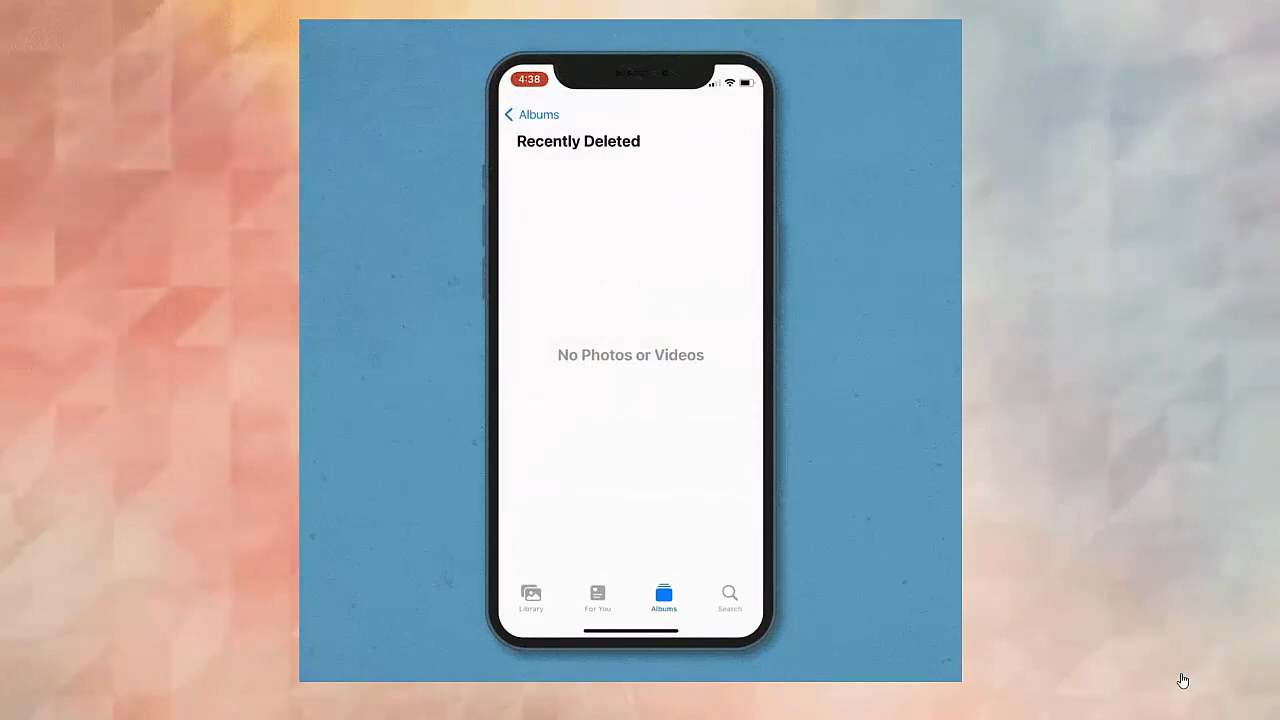 4:38
Albums
Recently Deleted
No Photos or Videos
Library
For You
Albums
Search